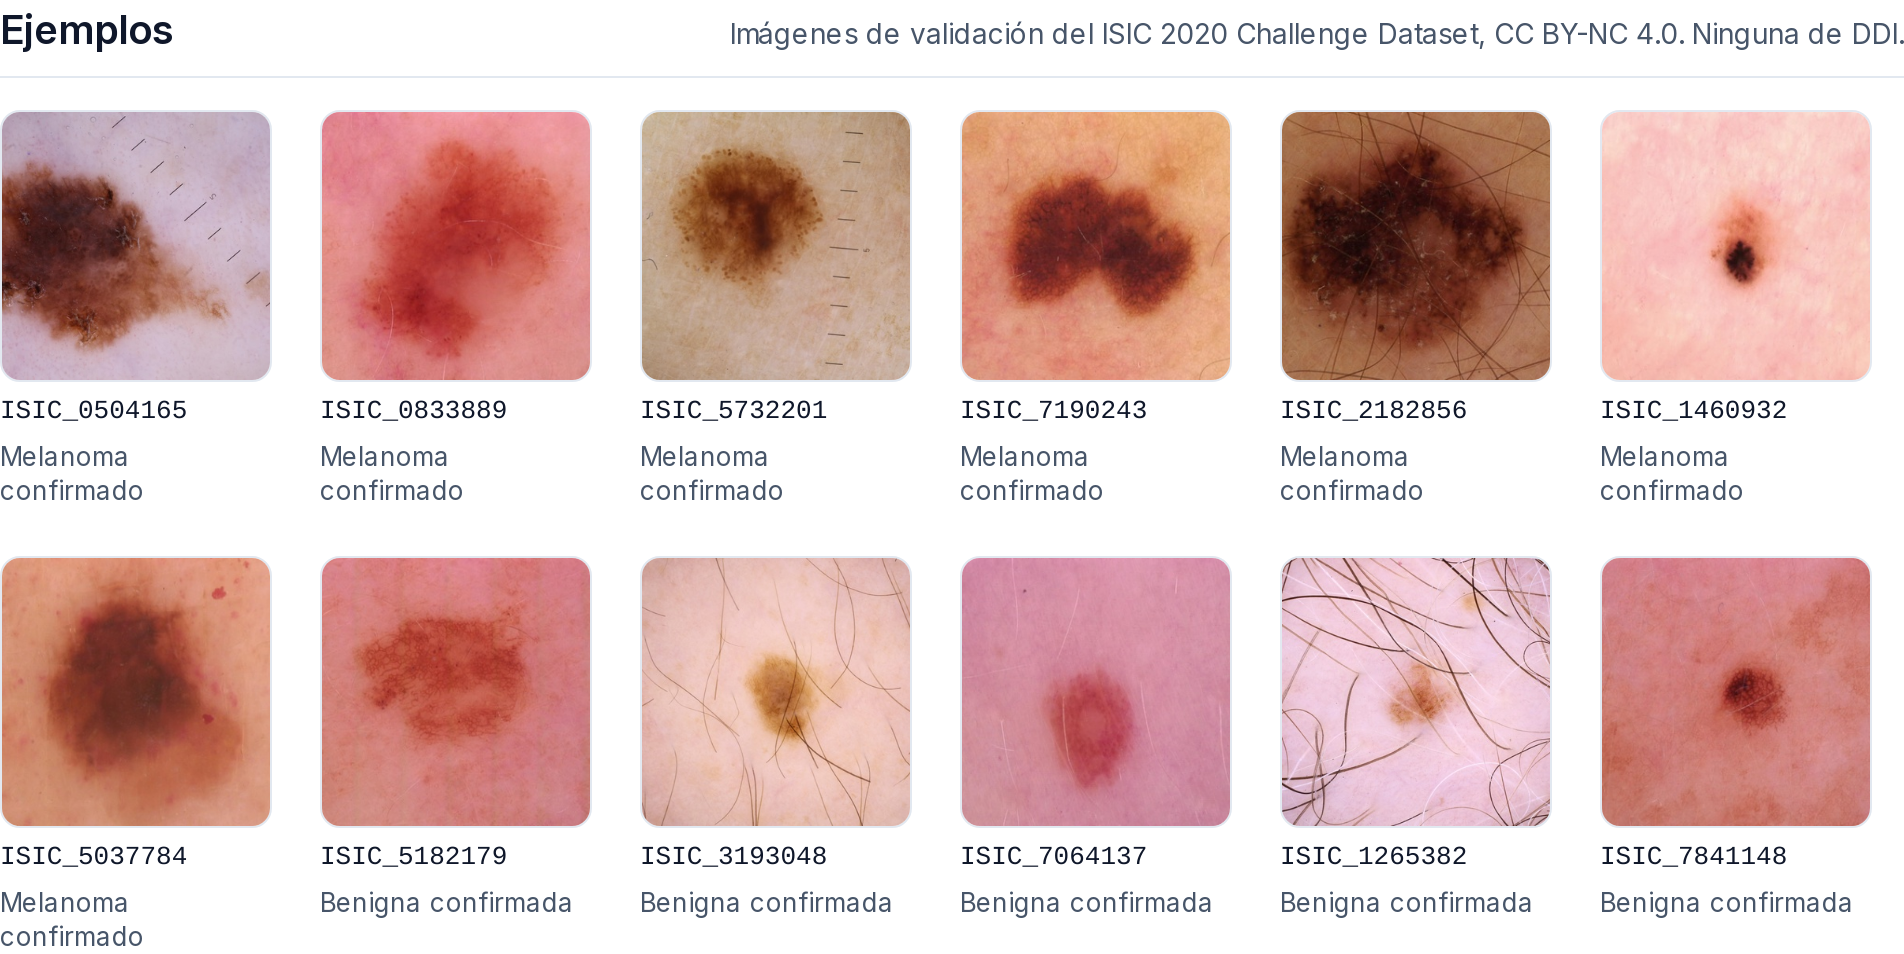 Ejemplos
Imágenes de validación del ISIC 2020 Challenge Dataset, CC BY-NC 4.0. Ninguna de DDI.
ISIC_0504165
Melanoma
confirmado
ISIC_0833889
Melanoma
confirmado
ISIC_5732201
Melanoma
confirmado
ISIC_7190243
Melanoma
confirmado
ISIC_2182856
Melanoma
confirmado
ISIC_1460932
Melanoma
confirmado
ISIC_5037784
Melanoma
confirmado
ISIC_5182179
Benigna confirmada
ISIC_3193048
Benigna confirmada
ISIC_7064137
Benigna confirmada
ISIC_1265382
Benigna confirmada
ISIC_7841148
Benigna confirmada